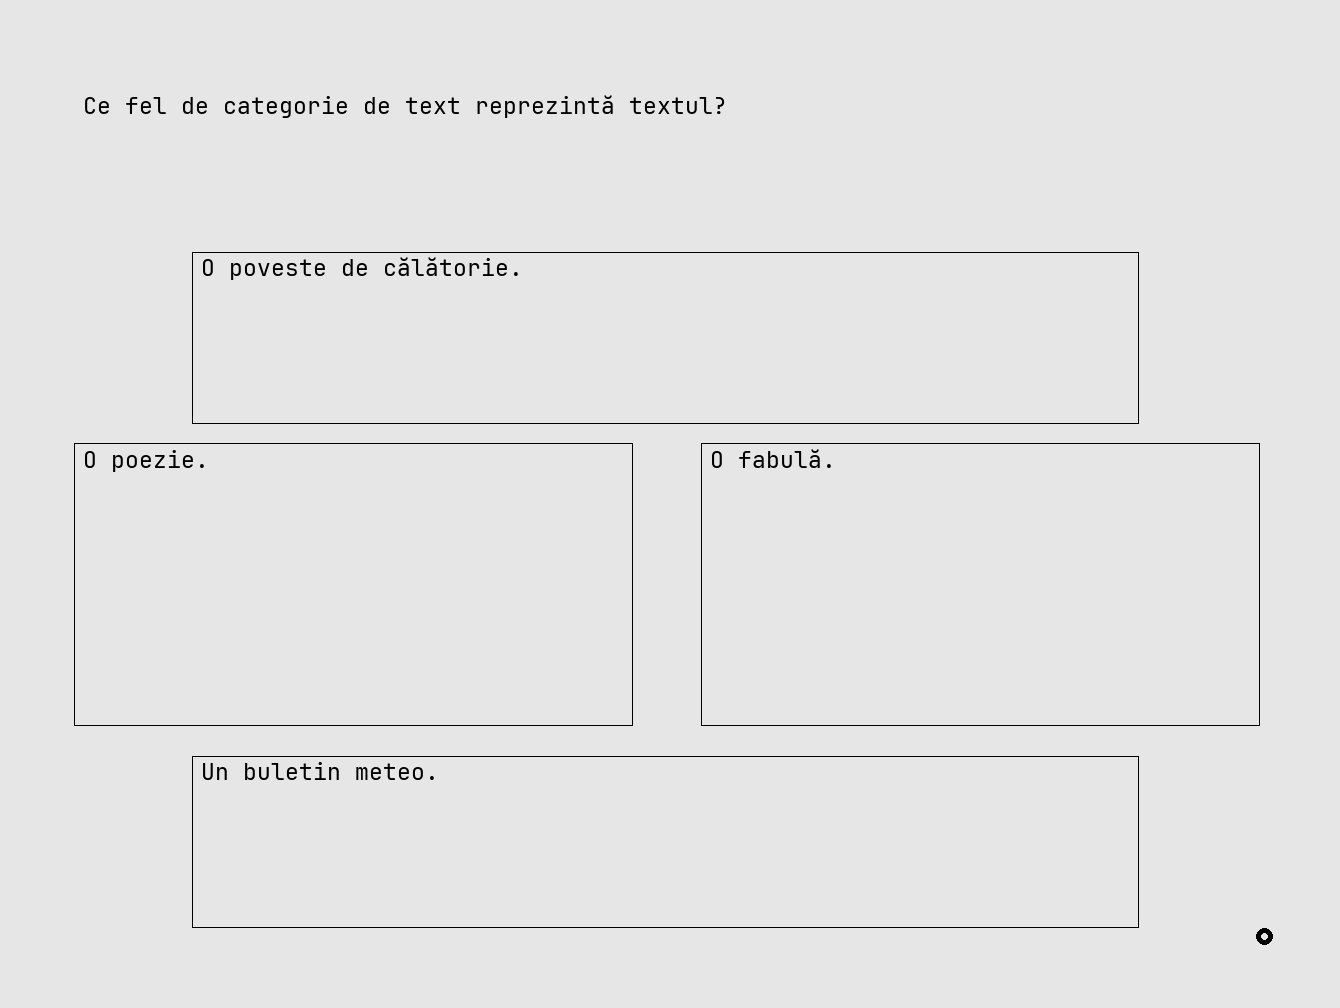 Ce fel de categorie de text reprezintă textul?
O poveste de călătorie.
O poezie.
O fabulă.
Un buletin meteo.